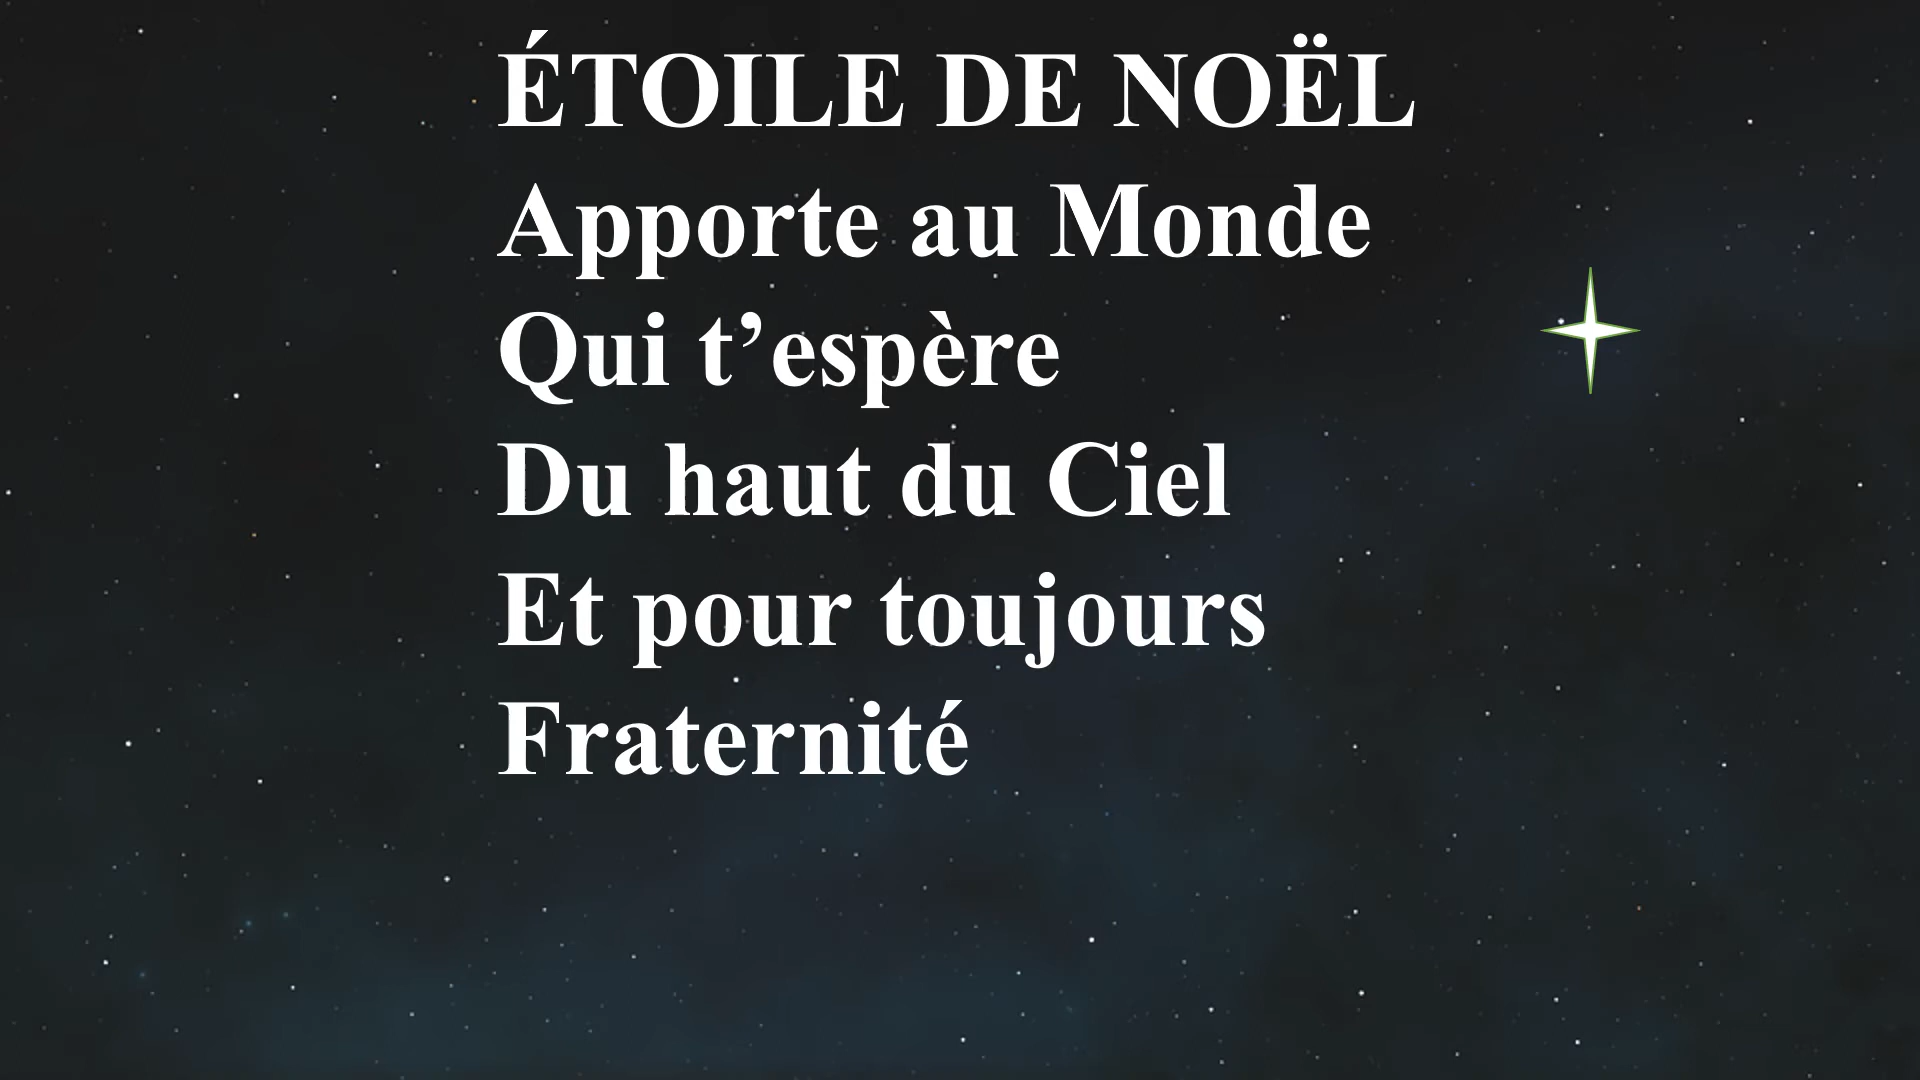 ÉTOILE DE NOËL
Apporte au Monde
Qui t’espère
Du haut du Ciel
Et pour toujours
Fraternité